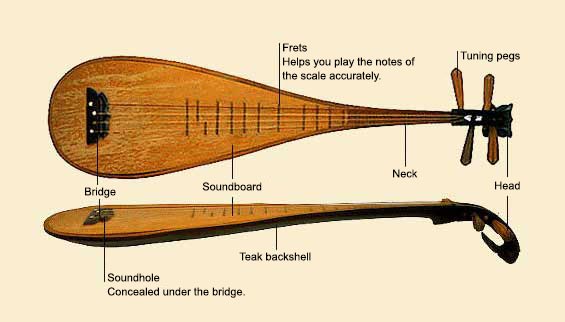 Frets
Helps you play the notes of
the scale accurately.
Tuning pegs
Neck
Head
Bridge
Soundboard
Teak backshell
Soundhole
Concealed under the bridge.